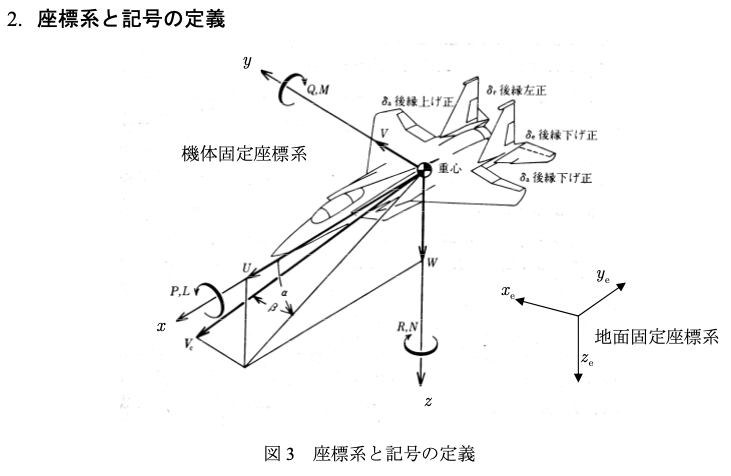 2. 座標系と記号の定義
y
Q,M
δa 後縁上げ正
δr 後縁左正
V
δe 後縁下げ正
機体固定座標系
重心
δa 後縁下げ正
U
W
P,L
α
β
x
Vc
R,N
z
xe
ye
地面固定座標系
ze
図 3 座標系と記号の定義